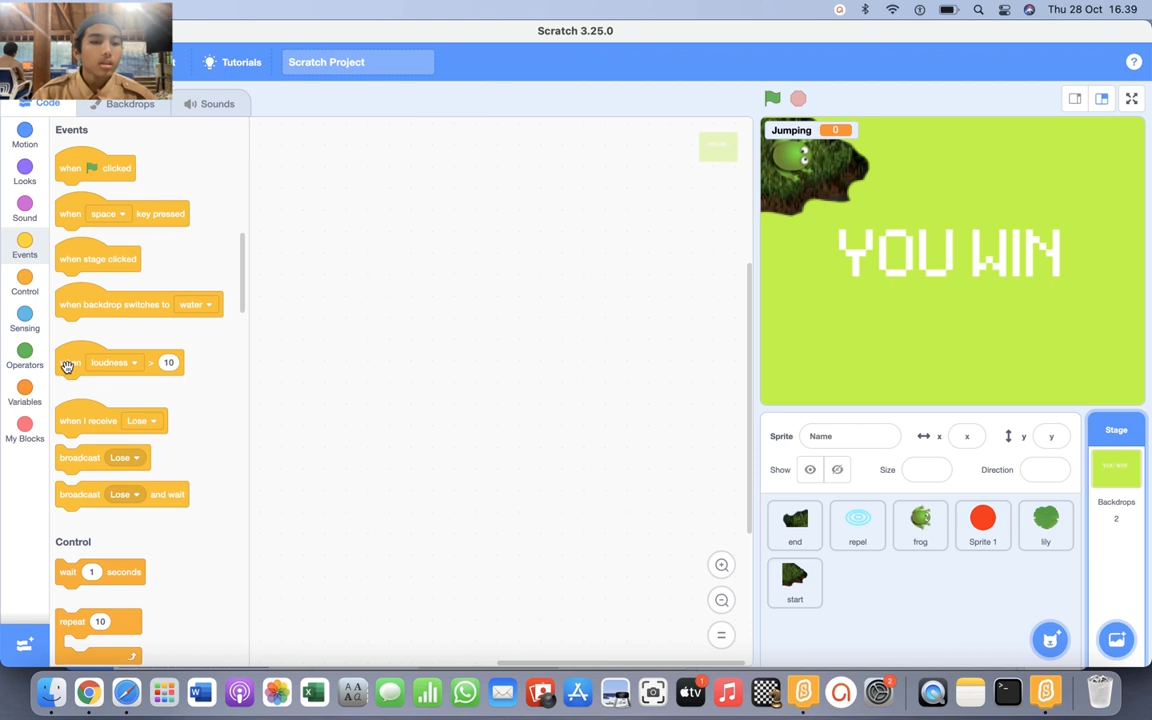 Thu 28 Oct 16.39
Scratch 3.25.0
Tutorials
Scratch Project
?
Code
Backdrops
Sounds
Motion
Looks
Sound
Events
Control
Sensing
Operators
Variables
My Blocks
Events
when clicked
when space key pressed
when stage clicked
when backdrop switches to water
loudness > 10
when I receive Lose
broadcast Lose
broadcast Lose and wait
Control
wait 1 seconds
repeat 10
Jumping 0
YOU WIN
Sprite Name x x y y
Show Size Direction
end
repel
frog
Sprite 1
lily
start
Stage
YOU WIN
Backdrops
2